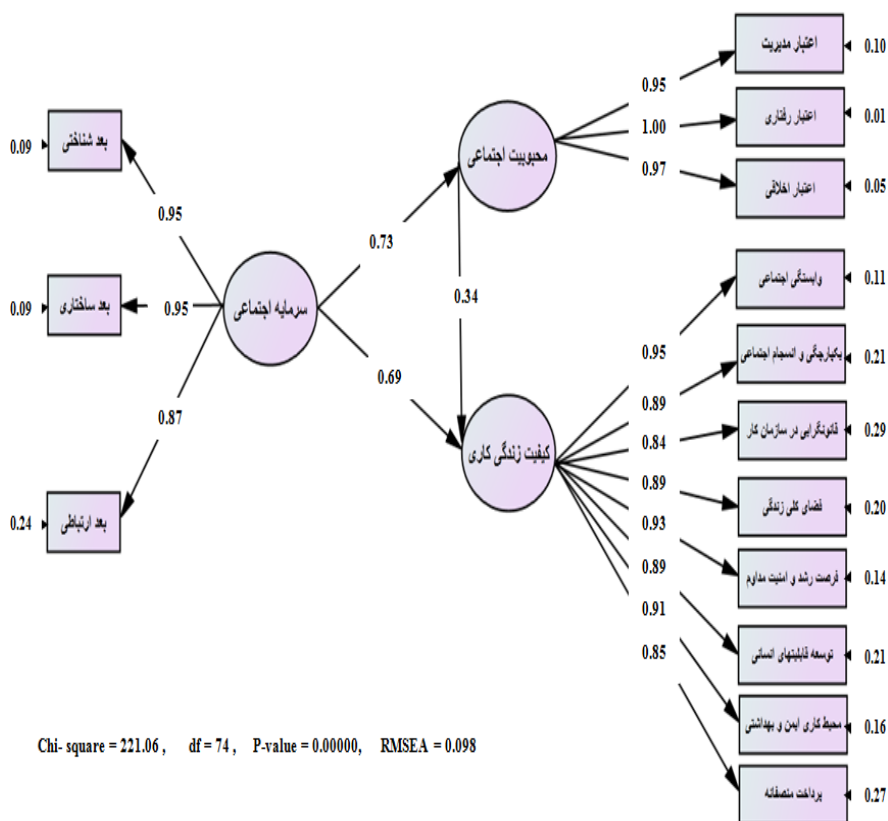 0.09
بعد شناختی
0.95
0.09
بعد ساختاری
0.95
0.24
بعد ارتباطی
0.87
سرمایه اجتماعی
0.73
0.69
محبوبیت اجتماعی
0.34
کیفیت زندگی کاری
0.95
اعتبار مدیریت
0.10
1.00
اعتبار رفتاری
0.01
0.97
اعتبار اخلاقی
0.05
0.95
وابستگی اجتماعی
0.11
0.89
یکپارچگی و انسجام اجتماعی
0.21
0.84
قانونگرایی در سازمان کار
0.29
0.89
فضای کلی زندگی
0.20
0.93
فرصت رشد و امنیت مداوم
0.14
0.89
توسعه قابلیتهای انسانی
0.21
0.91
محیط کاری ایمن و بهداشتی
0.16
0.85
پرداخت منصفانه
0.27
Chi- square = 221.06 , df = 74 , P-value = 0.00000, RMSEA = 0.098